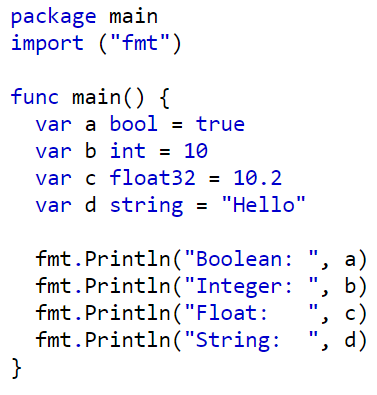 package main
import ("fmt")

func main() {
  var a bool = true
  var b int = 10
  var c float32 = 10.2
  var d string = "Hello"

  fmt.Println("Boolean: ", a)
  fmt.Println("Integer: ", b)
  fmt.Println("Float:   ", c)
  fmt.Println("String:  ", d)
}